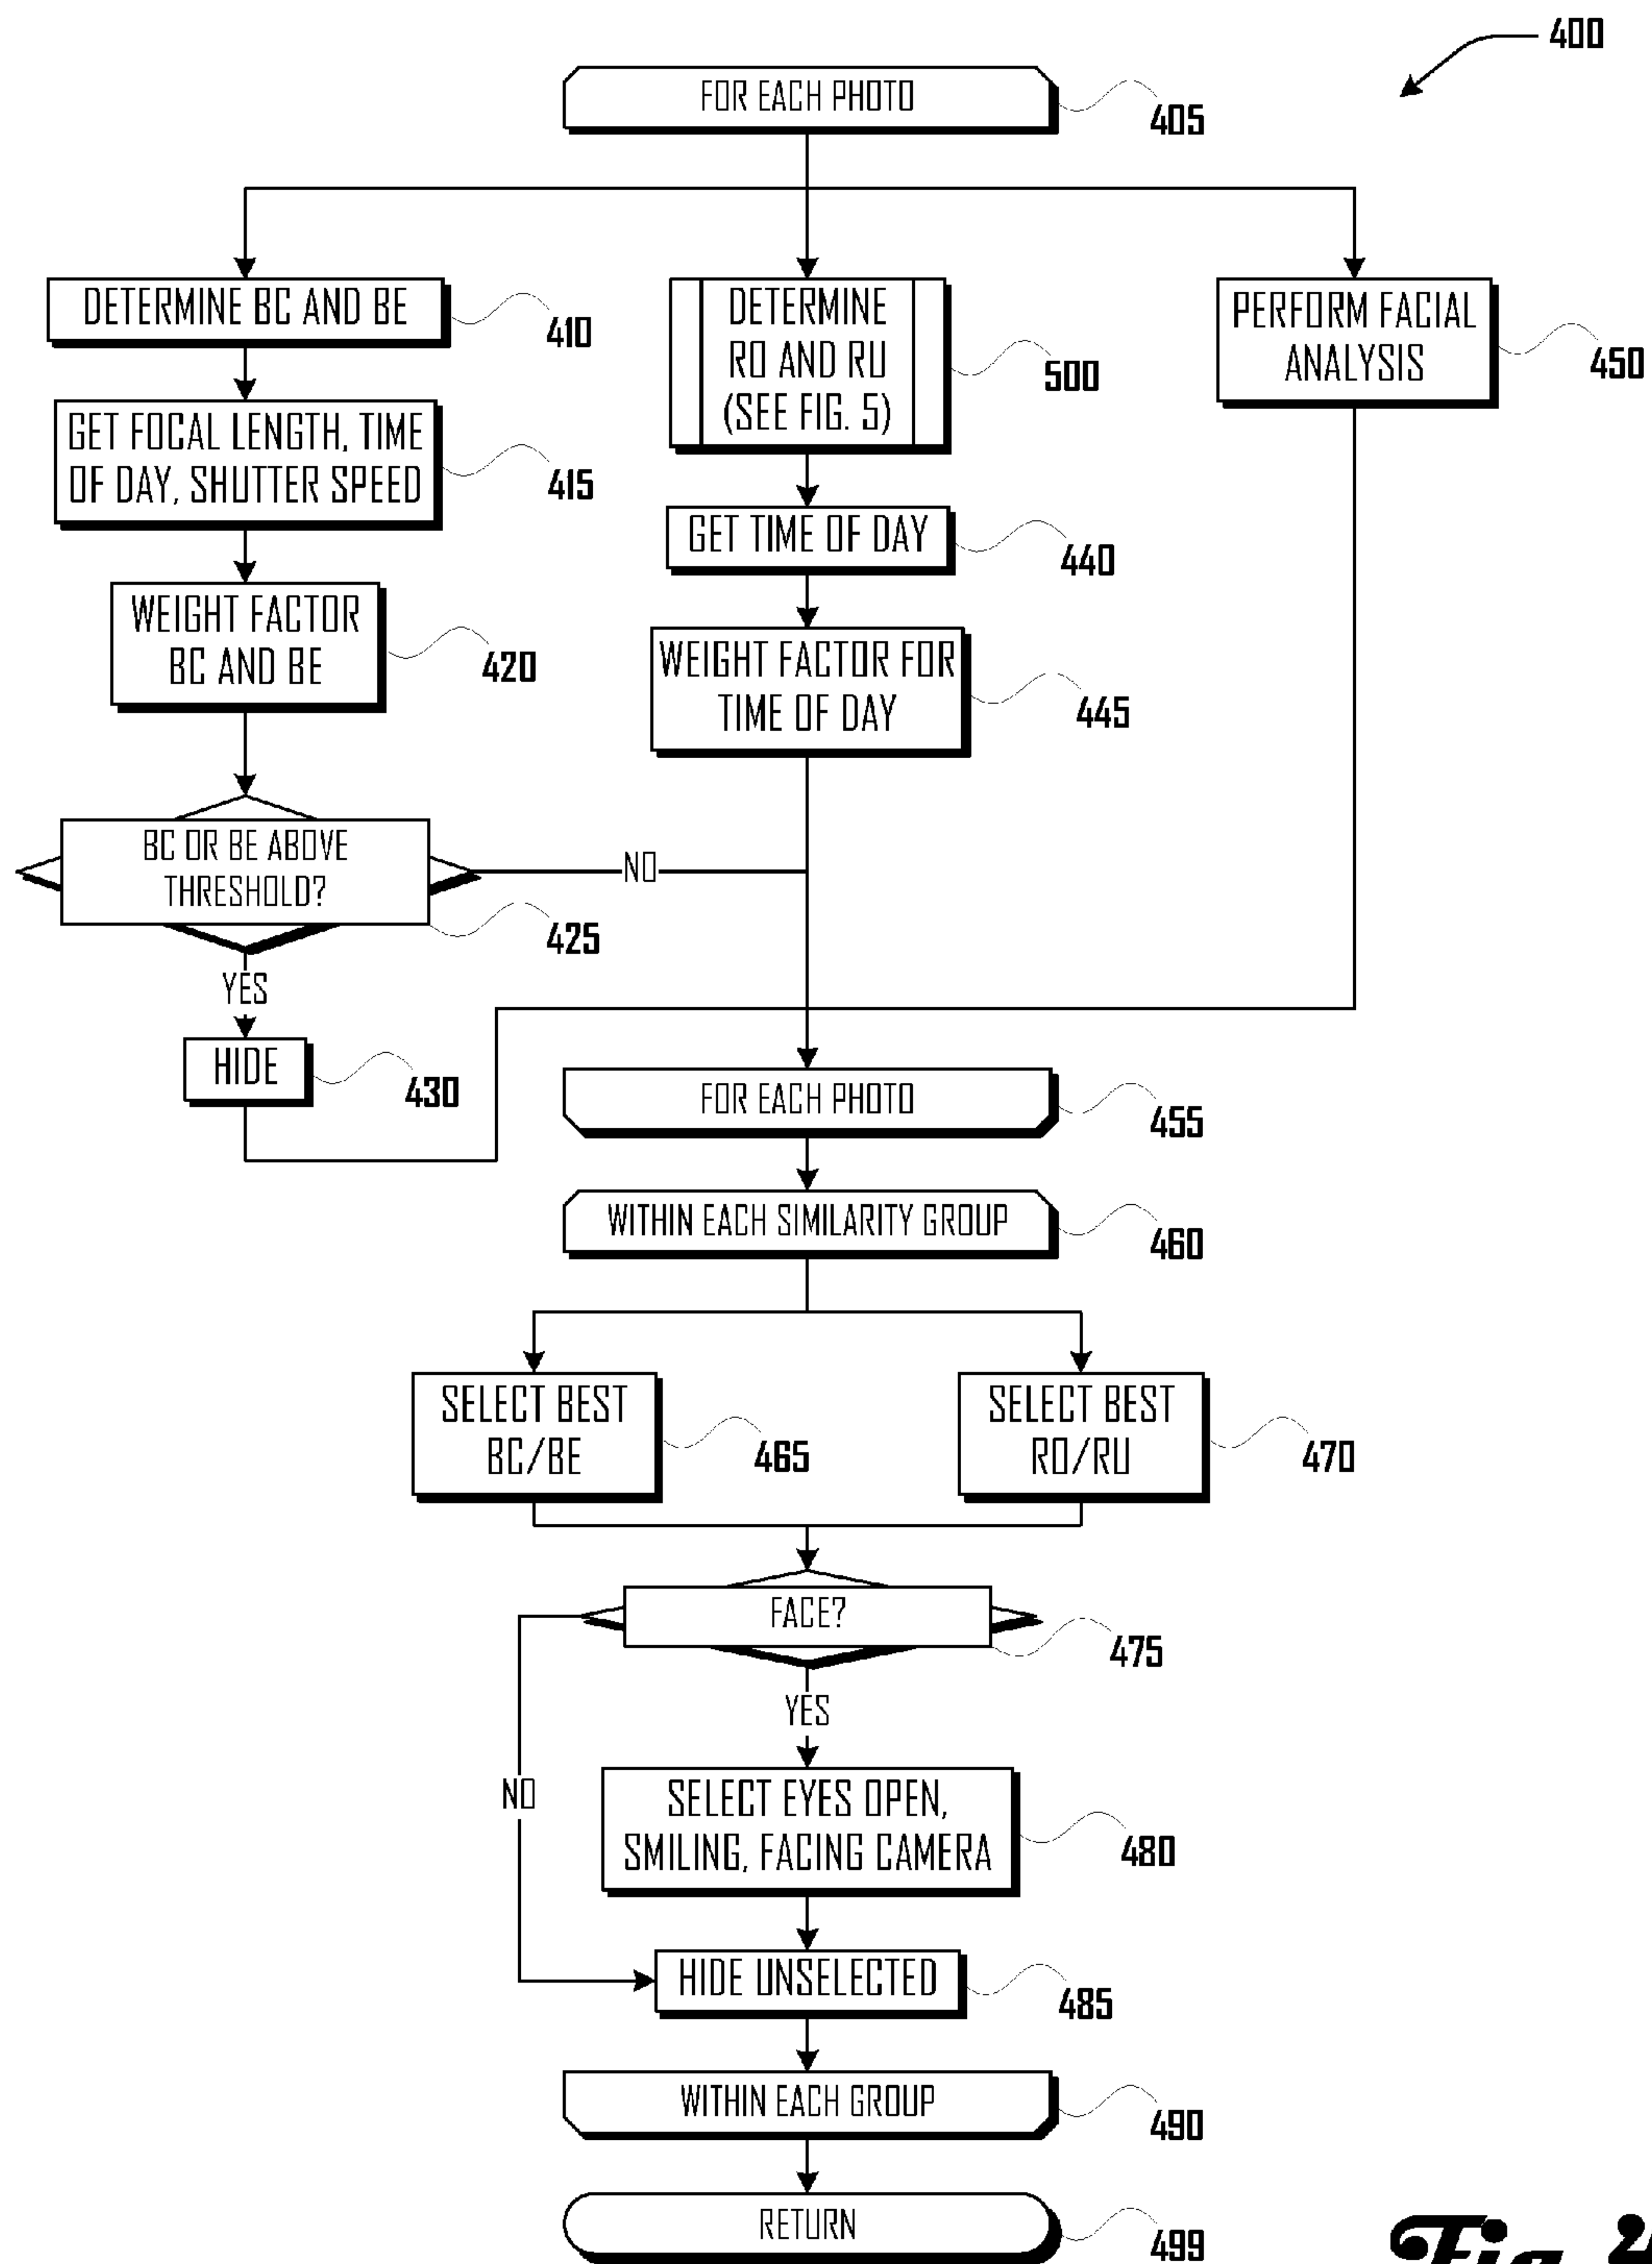 400
FOR EACH PHOTO
405
DETERMINE BC AND BE
410
GET FOCAL LENGTH, TIME
OF DAY, SHUTTER SPEED
415
WEIGHT FACTOR
BC AND BE
420
BC OR BE ABOVE
THRESHOLD?
425
NO
YES
HIDE
430
DETERMINE
RO AND RU
(SEE FIG. 5)
500
GET TIME OF DAY
440
WEIGHT FACTOR FOR
TIME OF DAY
445
PERFORM FACIAL
ANALYSIS
450
FOR EACH PHOTO
455
WITHIN EACH SIMILARITY GROUP
460
SELECT BEST
BC/BE
465
SELECT BEST
RO/RU
470
FACE?
475
YES
NO
SELECT EYES OPEN,
SMILING, FACING CAMERA
480
HIDE UNSELECTED
485
WITHIN EACH GROUP
490
RETURN
499
Fig.